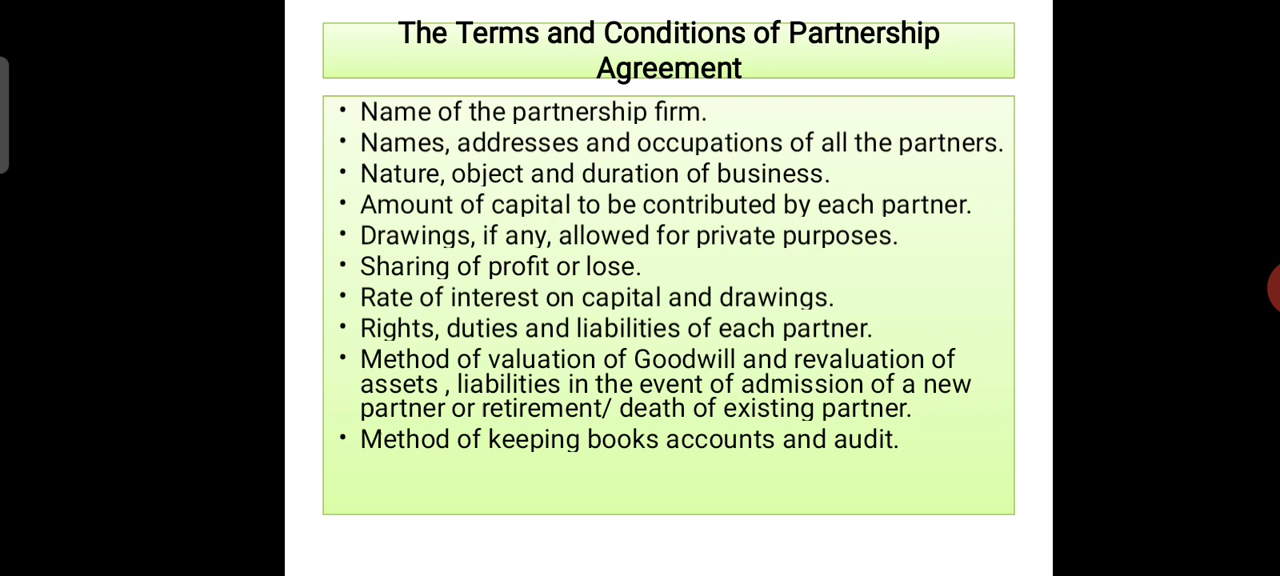 The Terms and Conditions of Partnership
Agreement
• Name of the partnership firm.
• Names, addresses and occupations of all the partners.
• Nature, object and duration of business.
• Amount of capital to be contributed by each partner.
• Drawings, if any, allowed for private purposes.
• Sharing of profit or lose.
• Rate of interest on capital and drawings.
• Rights, duties and liabilities of each partner.
• Method of valuation of Goodwill and revaluation of
assets , liabilities in the event of admission of a new
partner or retirement/ death of existing partner.
• Method of keeping books accounts and audit.